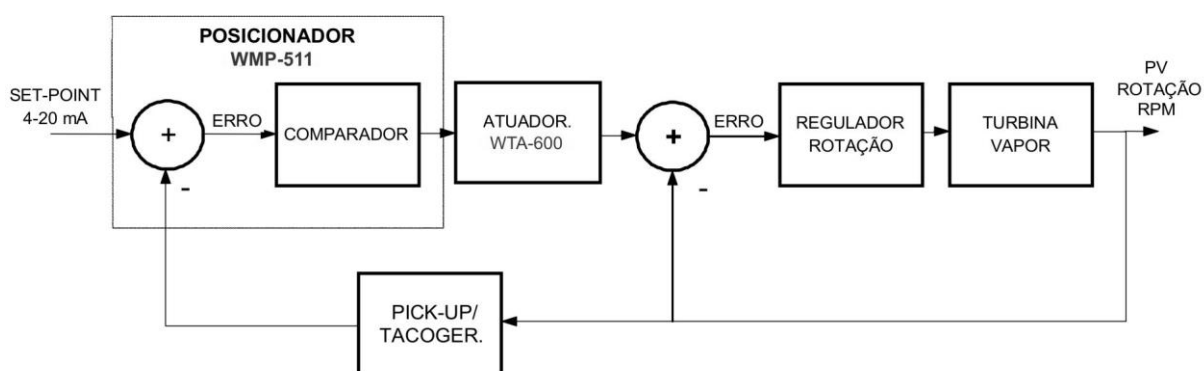 POSICIONADOR
WMP-511
SET-POINT
4-20 mA
+
ERRO
COMPARADOR
-
ATUADOR.
WTA-600
+
ERRO
-
REGULADOR
ROTAÇÃO
TURBINA
VAPOR
PV
ROTAÇÃO
RPM
PICK-UP/
TACOGER.